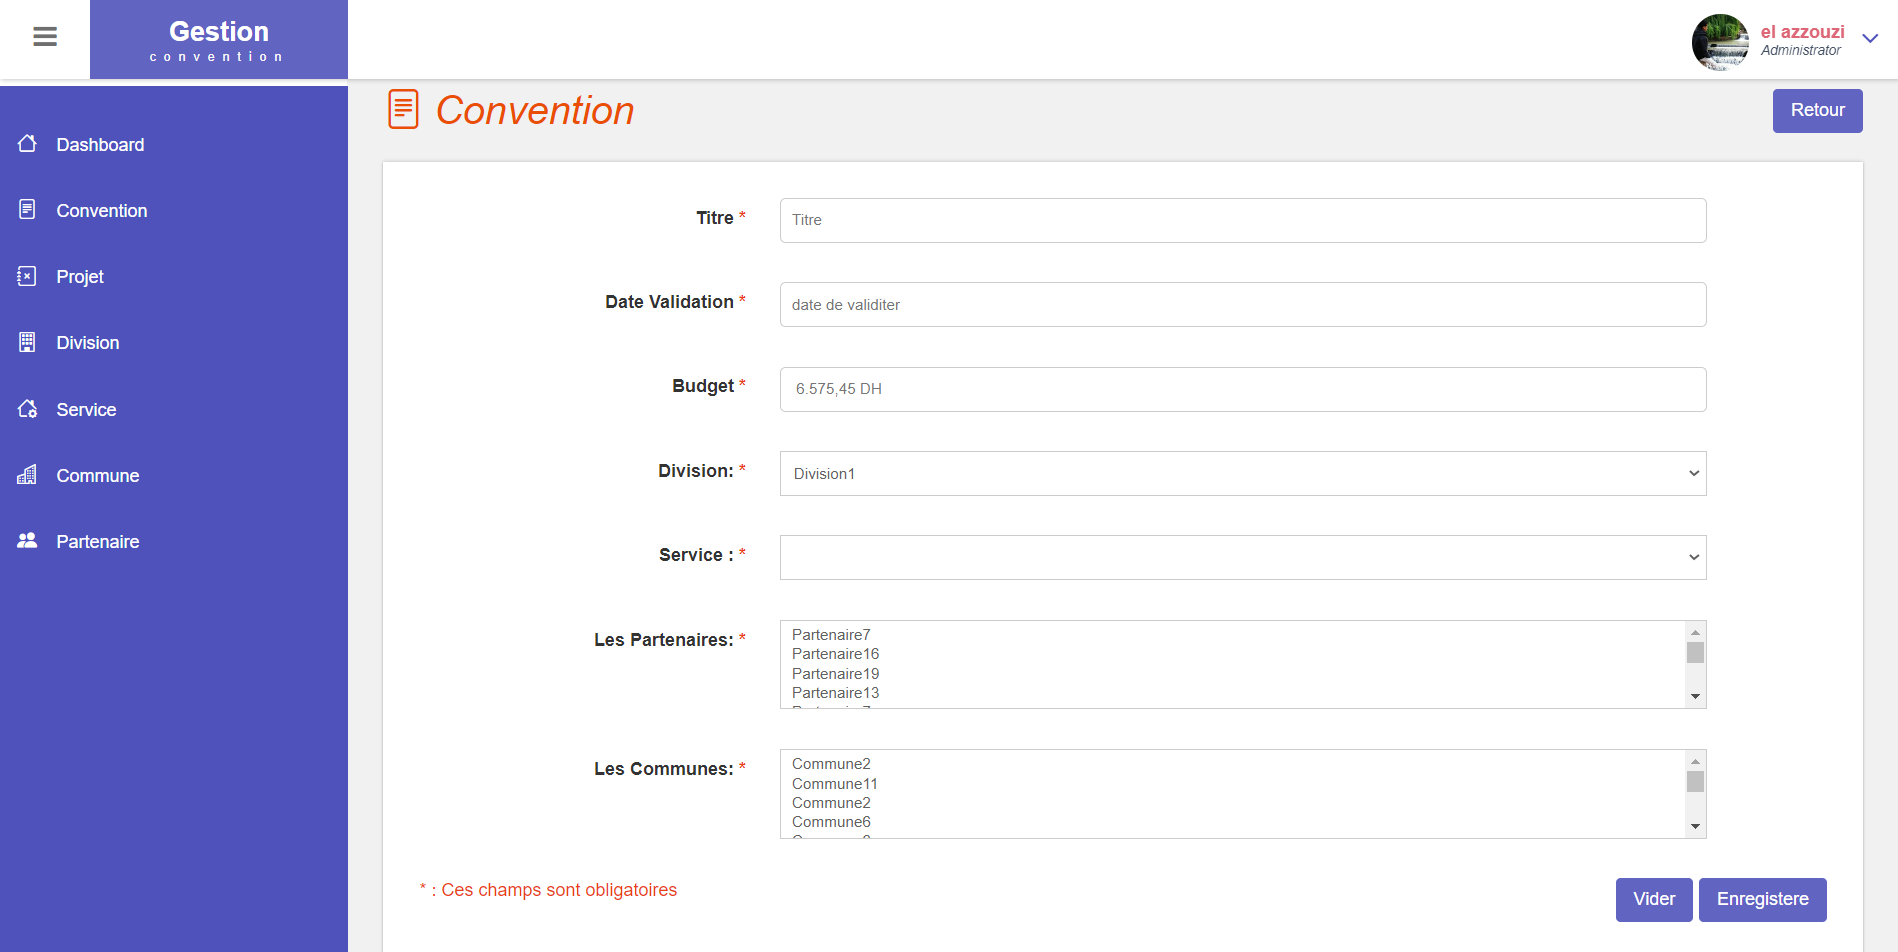 Gestion
convention
el azzouzi
Administrator
Dashboard
Convention
Projet
Division
Service
Commune
Partenaire
Convention
Retour
Titre *
Titre
Date Validation *
date de validiter
Budget *
6.575,45 DH
Division: *
Division1
Service : *
Les Partenaires: *
Partenaire7
Partenaire16
Partenaire19
Partenaire13
Les Communes: *
Commune2
Commune11
Commune2
Commune6
* : Ces champs sont obligatoires
Vider
Enregistere